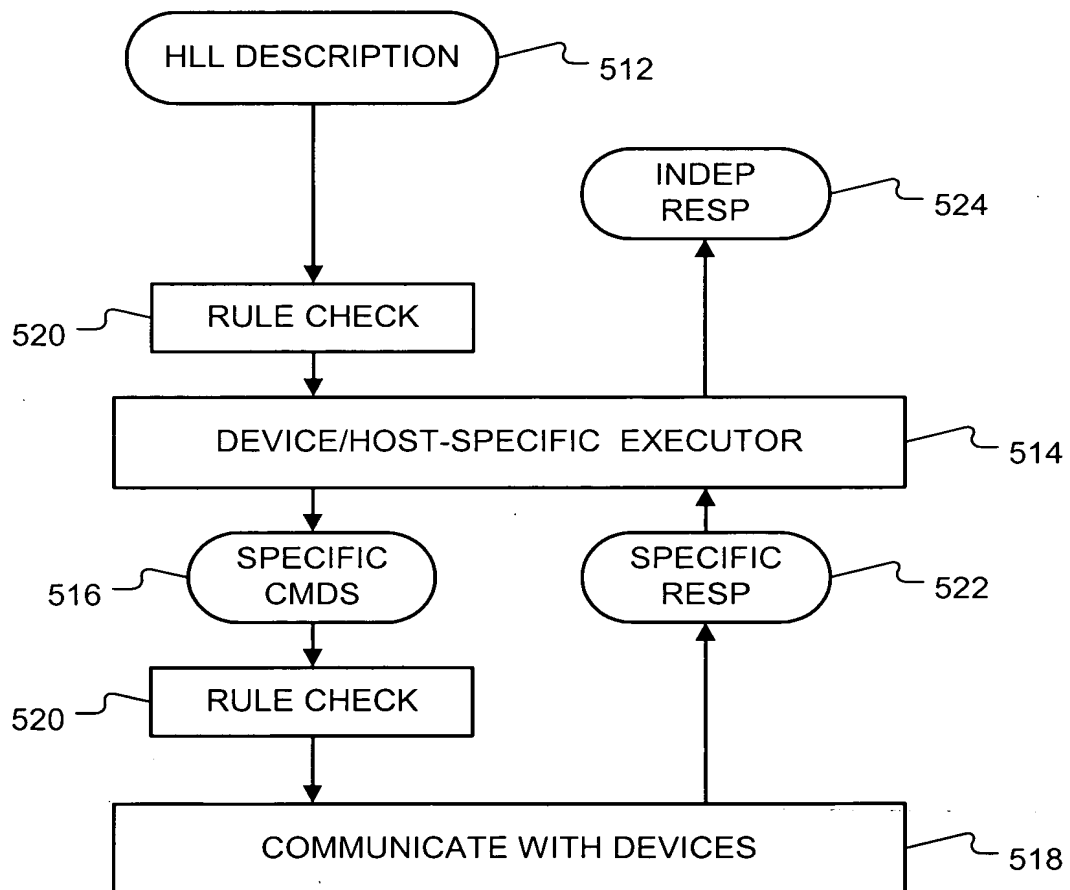 HLL DESCRIPTION
512
INDEP
RESP
524
RULE CHECK
520
DEVICE/HOST-SPECIFIC EXECUTOR
514
SPECIFIC
CMDS
516
SPECIFIC
RESP
522
RULE CHECK
520
COMMUNICATE WITH DEVICES
518